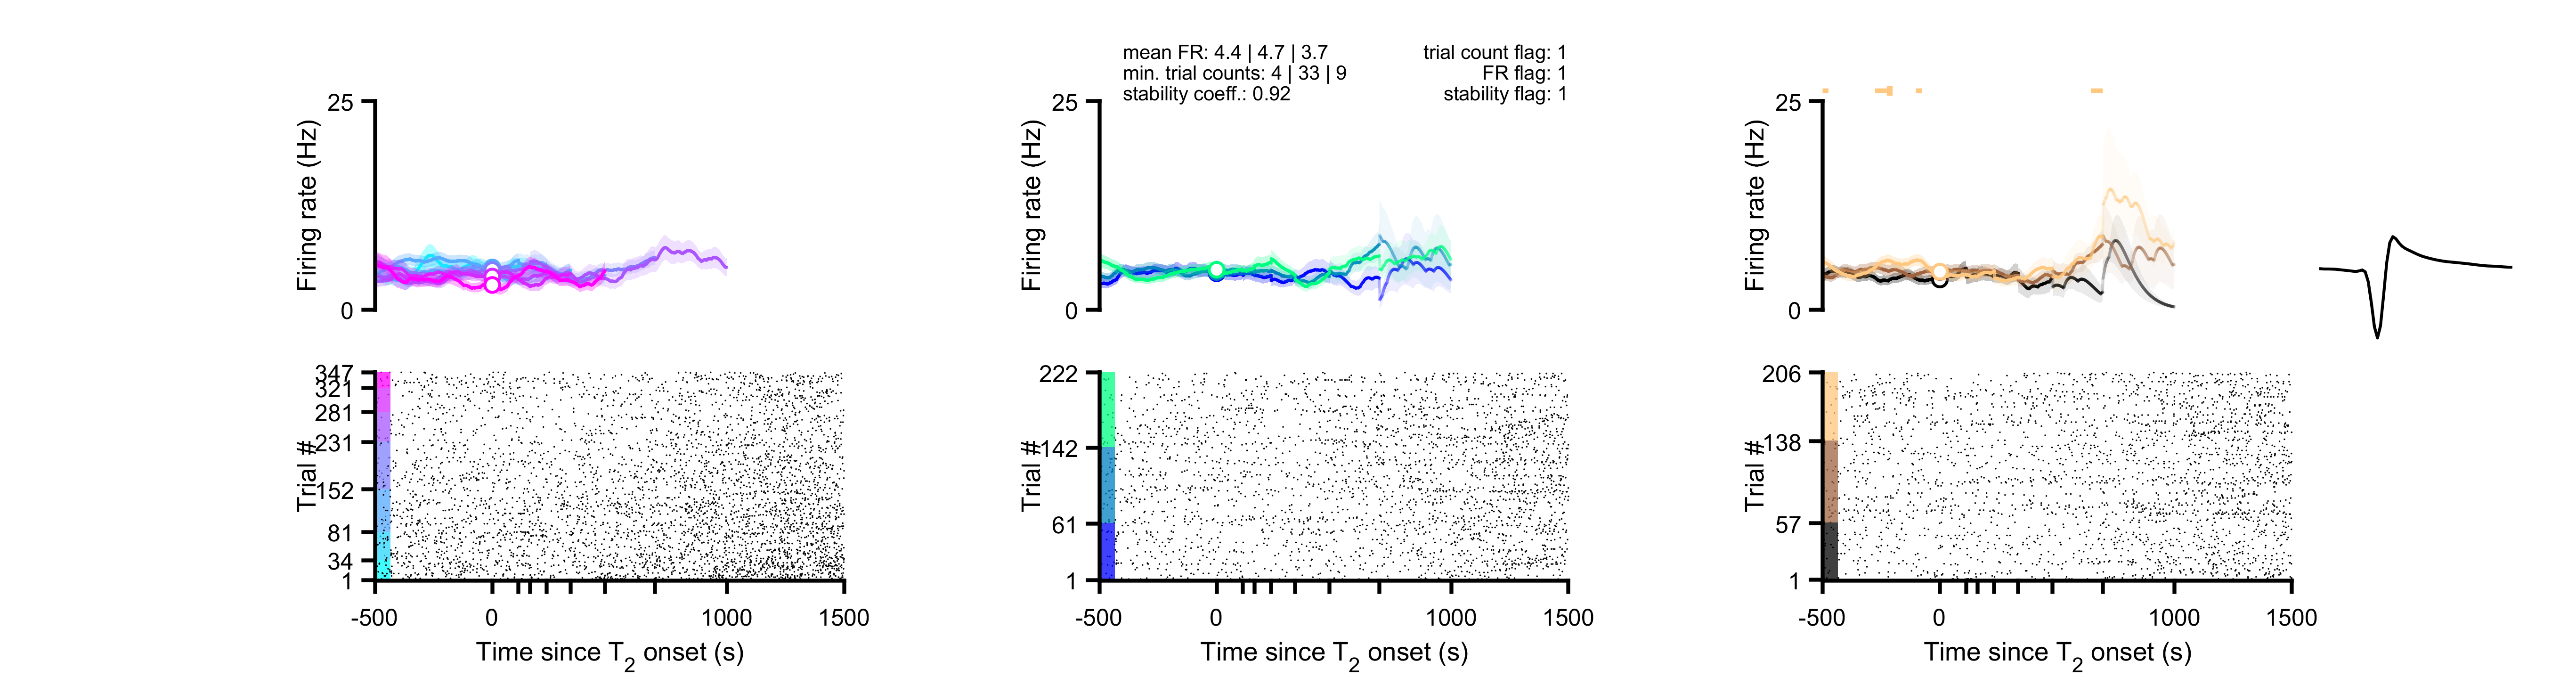 mean FR: 4.4 | 4.7 | 3.7
min. trial counts: 4 | 33 | 9
stability coeff.: 0.92
trial count flag: 1
FR flag: 1
stability flag: 1
25
0
Firing rate (Hz)
25
0
Firing rate (Hz)
25
0
Firing rate (Hz)
347
321
281
231
152
81
34
1
Trial #
-500
0
1000
1500
Time since T2 onset (s)
222
142
61
1
Trial #
-500
0
1000
1500
Time since T2 onset (s)
206
138
57
1
Trial #
-500
0
1000
1500
Time since T2 onset (s)